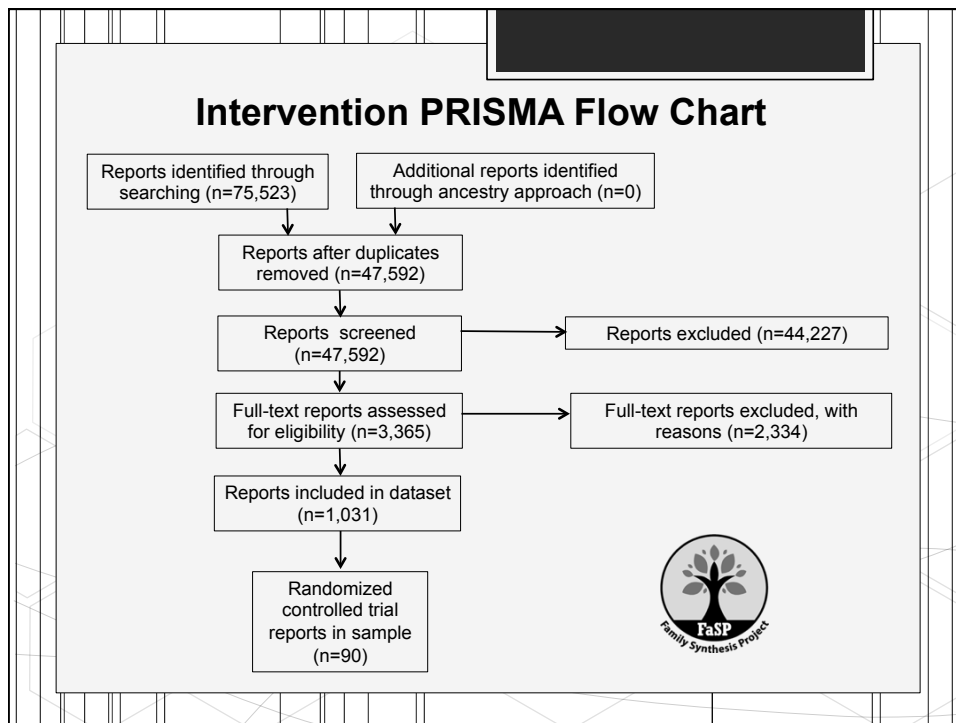 Intervention PRISMA Flow Chart
Reports identified through
searching (n=75,523)
Additional reports identified
through ancestry approach (n=0)
Reports after duplicates
removed (n=47,592)
Reports screened
(n=47,592)
Reports excluded (n=44,227)
Full-text reports assessed
for eligibility (n=3,365)
Full-text reports excluded, with
reasons (n=2,334)
Reports included in dataset
(n=1,031)
Randomized
controlled trial
reports in sample
(n=90)
FaSP
Family Synthesis Project